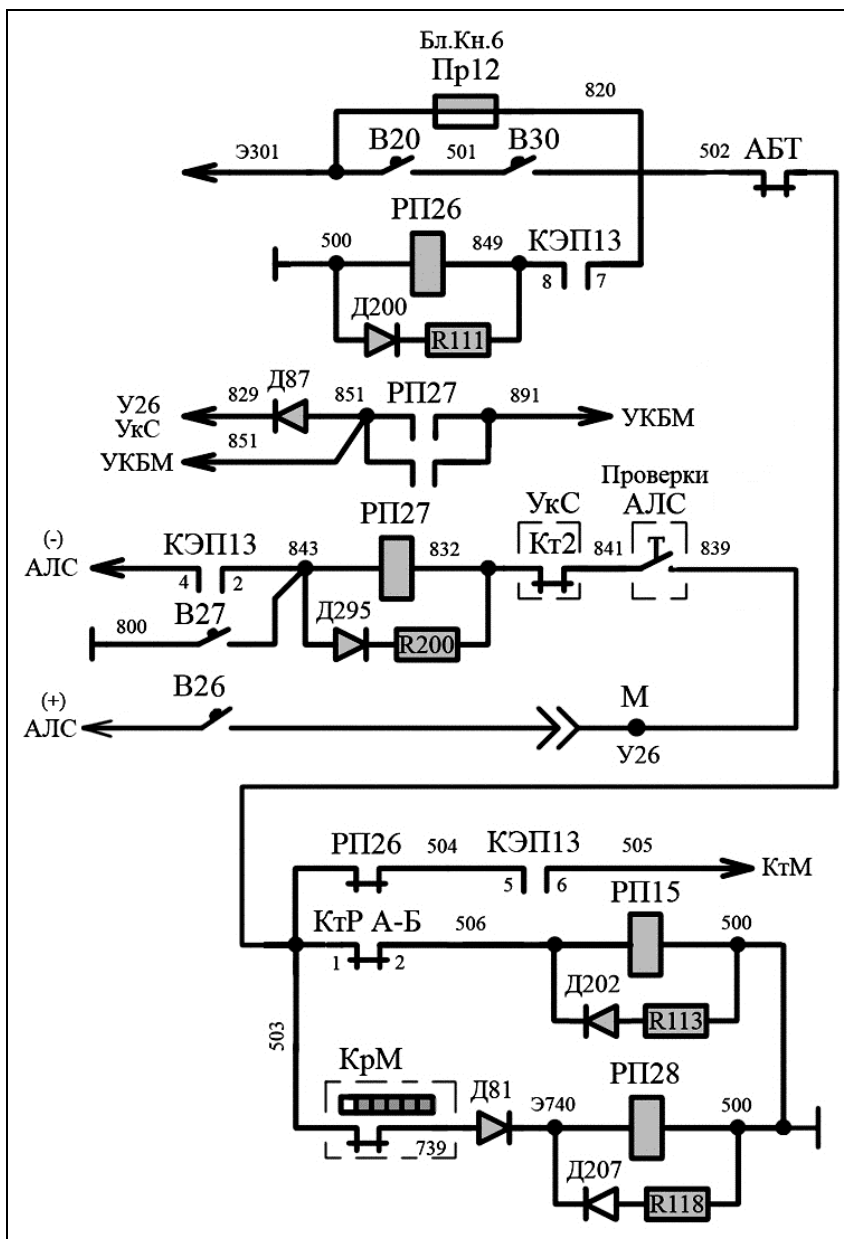 Бл.Кн.6
Пр12
820
Э301
В20
501
В30
502
АБТ
РП26
500
849
КЭП13
8
7
Д200
R111
У26
УкС
829
Д87
851
РП27
891
УКБМ
851
УКБМ
Проверки
АЛС
УкС
Кт2
841
839
(-)
АЛС
КЭП13
4
2
843
РП27
832
Д295
R200
800
В27
(+)
АЛС
В26
М
У26
РП26
504
КЭП13
5
6
505
КтМ
КтР А-Б
1
2
506
РП15
500
Д202
R113
503
КрМ
739
Д81
Э740
РП28
500
Д207
R118